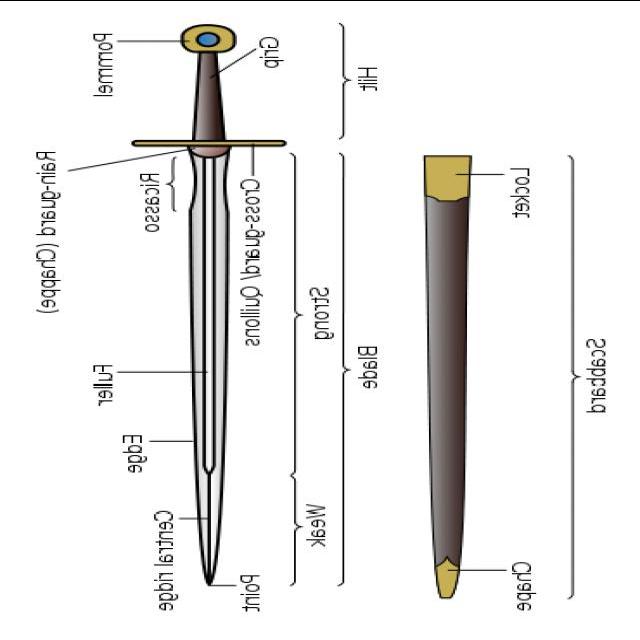 Pommel
Grip
Hilt
Rain-guard (Chappe)
Ricasso
Cross-guard/ Quillons
Strong
Blade
Fuller
Edge
Weak
Central ridge
Point
Locket
Scabbard
Chape